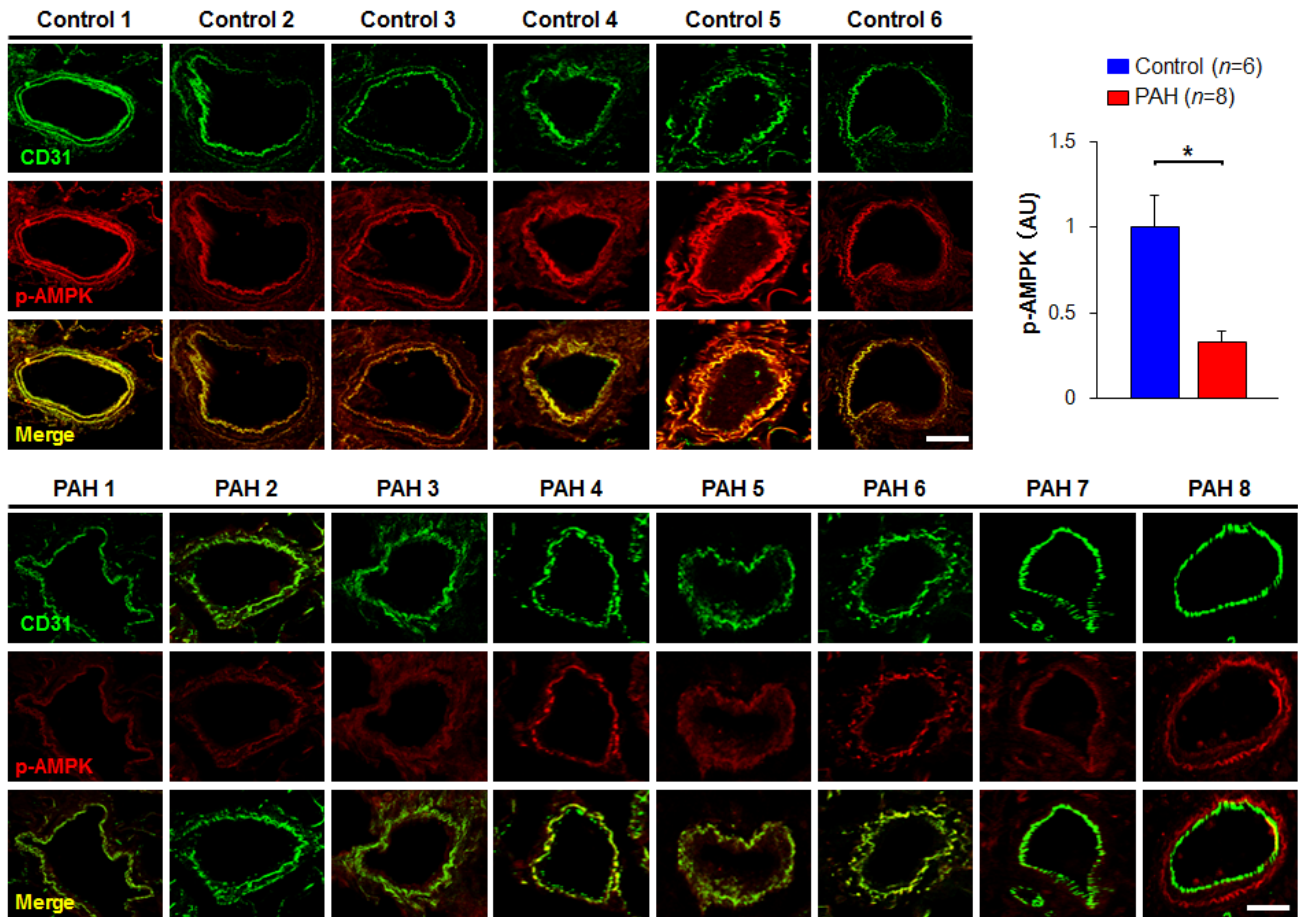 Control 1 Control 2 Control 3 Control 4 Control 5 Control 6
CD31
p-AMPK
Merge
Control (n=6)
PAH (n=8)
1.5
*
1
0.5
0
p-AMPK (AU)
PAH 1 PAH 2 PAH 3 PAH 4 PAH 5 PAH 6 PAH 7 PAH 8
CD31
p-AMPK
Merge